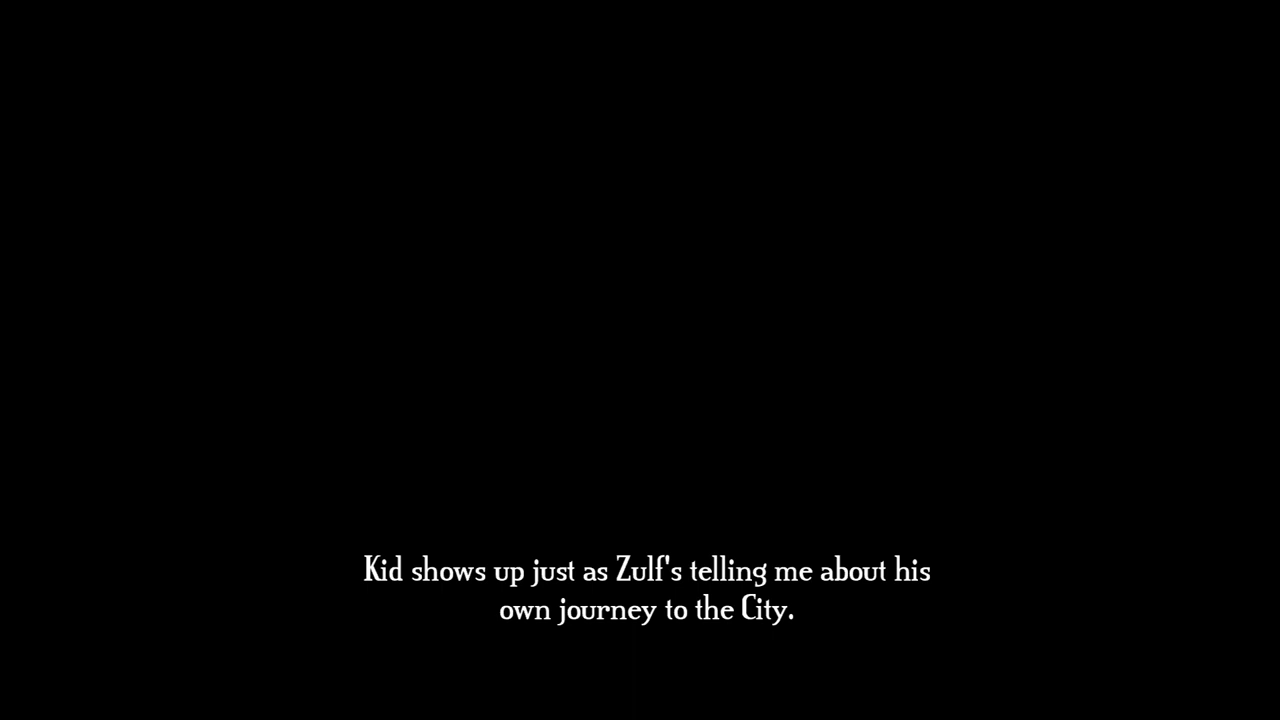 Kid shows up just as Zulf's telling me about his
own journey to the City.